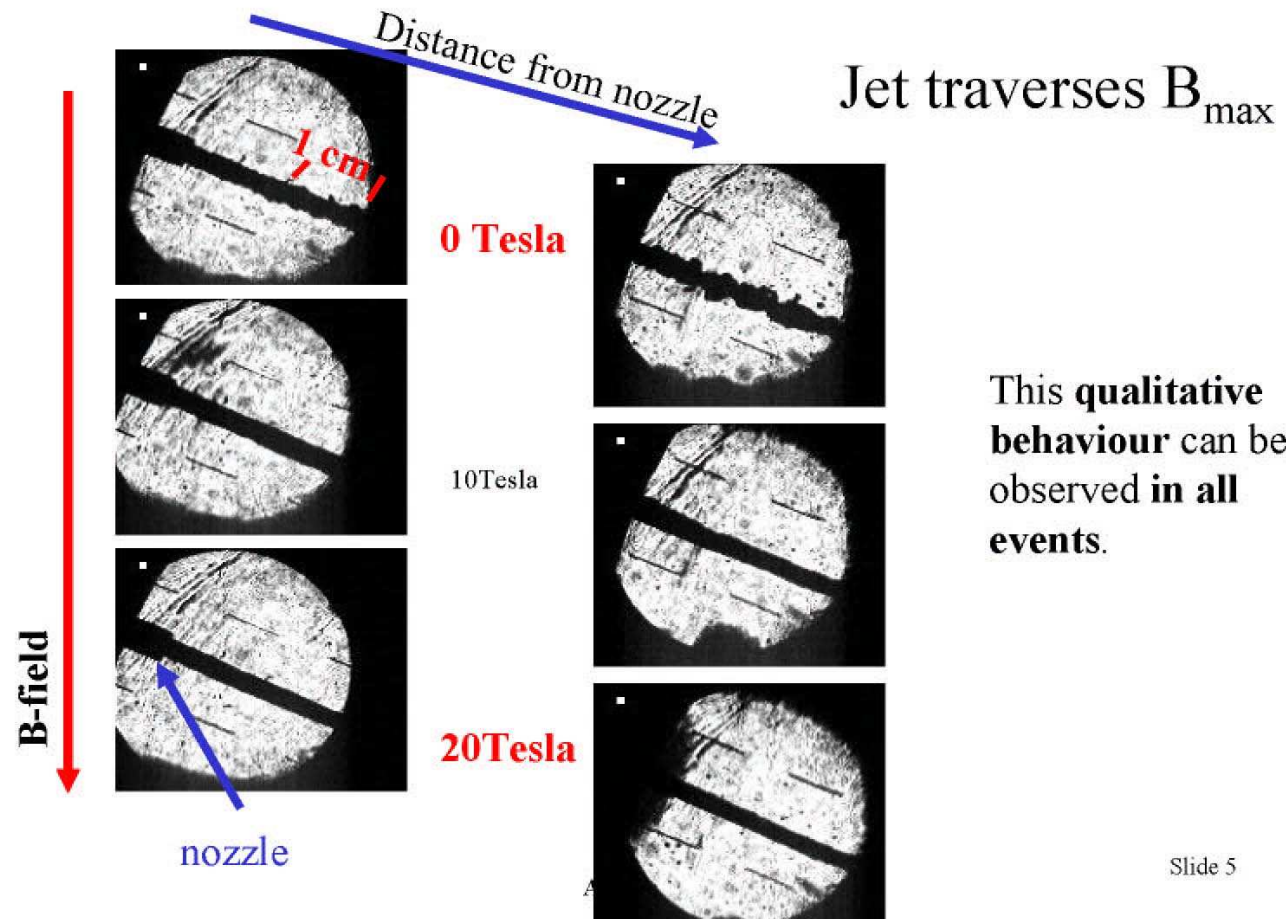 Distance from nozzle
Jet traverses Bmax
1 cm
0 Tesla
10Tesla
This qualitative
behaviour can be
observed in all
events.
B-field
20Tesla
nozzle
A
Slide 5